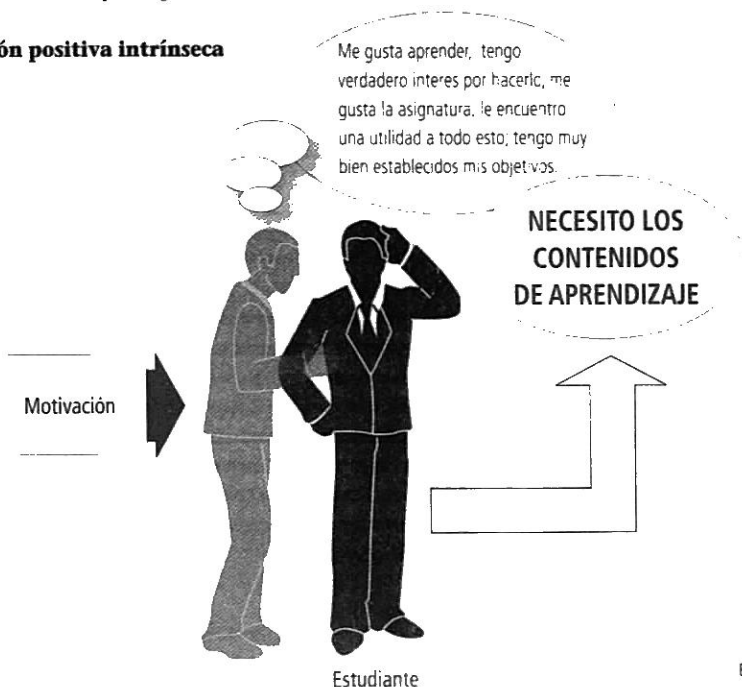 ón positiva intrínseca
Me gusta aprender, tengo
verdadero interes por hacerlo, me
gusta la asignatura, le encuentro
una utilidad a todo esto; tengo muy
bien establecidos mis objetivos.
NECESITO LOS
CONTENIDOS
DE APRENDIZAJE
Motivación
Estudiante